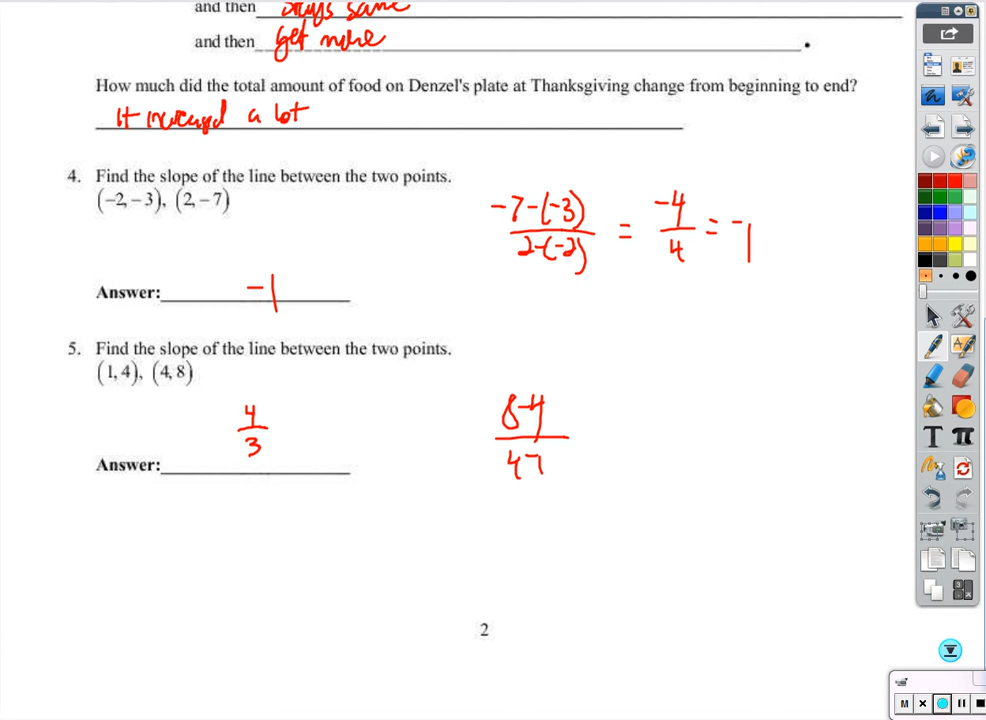 and then stays same
and then get more .
How much did the total amount of food on Denzel's plate at Thanksgiving change from beginning to end?
It increased a lot
4. Find the slope of the line between the two points.
(-2, -3), (2, -7)
-7-(-3) / 2-(-2) = -4 / 4 = -1
Answer: -1
5. Find the slope of the line between the two points.
(1, 4), (4, 8)
4 / 3
8-4 / 4-1
Answer:
2
T π
M ×